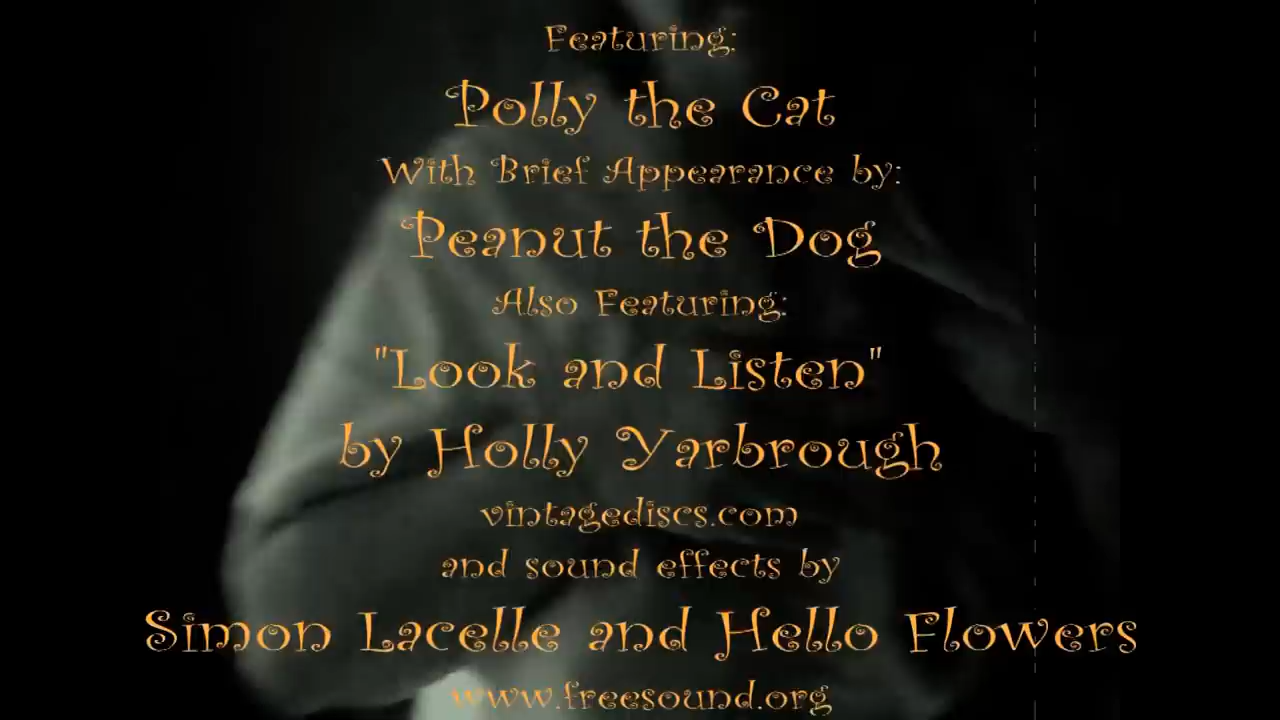 Featuring:
Polly the Cat
With Brief Appearance by:
Peanut the Dog
Also Featuring:
"Look and Listen"
by Holly Yarbrough
vintagediscs.com
and sound effects by
Simon Lacelle and Hello Flowers
www.freesound.org